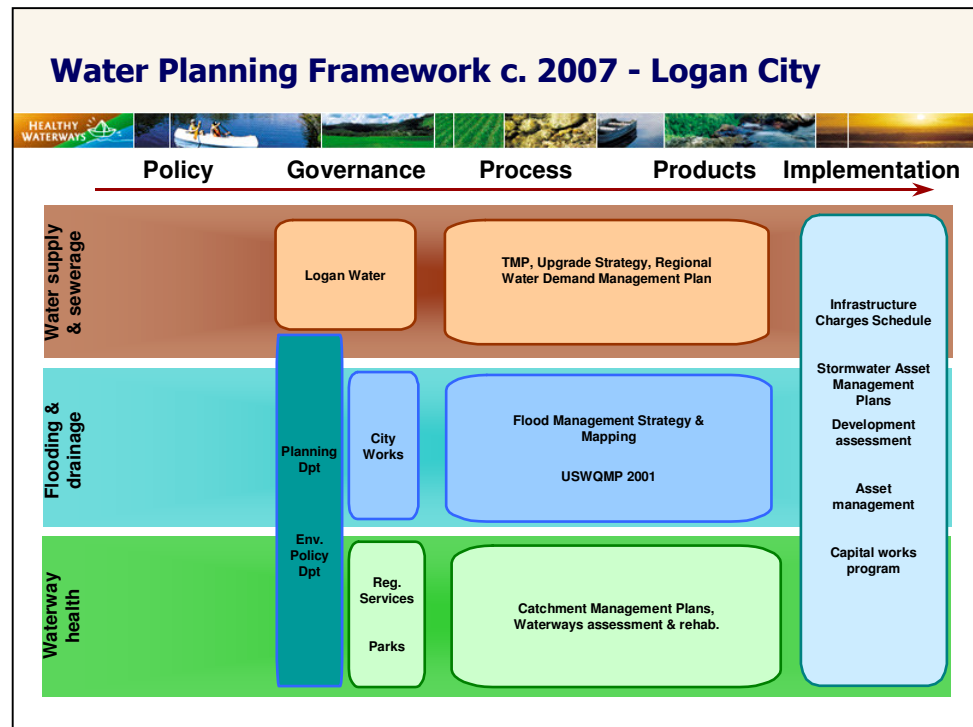 Water Planning Framework c. 2007 - Logan City
HEALTHY
WATERWAYS
Policy
Governance
Process
Products
Implementation
Water supply
& sewerage
Logan Water
TMP, Upgrade Strategy, Regional
Water Demand Management Plan
Flooding &
drainage
Planning
Dpt
Env.
Policy
Dpt
City
Works
Flood Management Strategy &
Mapping
USWQMP 2001
Waterway
health
Reg.
Services
Parks
Catchment Management Plans,
Waterways assessment & rehab.
Infrastructure
Charges Schedule
Stormwater Asset
Management
Plans
Development
assessment
Asset
management
Capital works
program